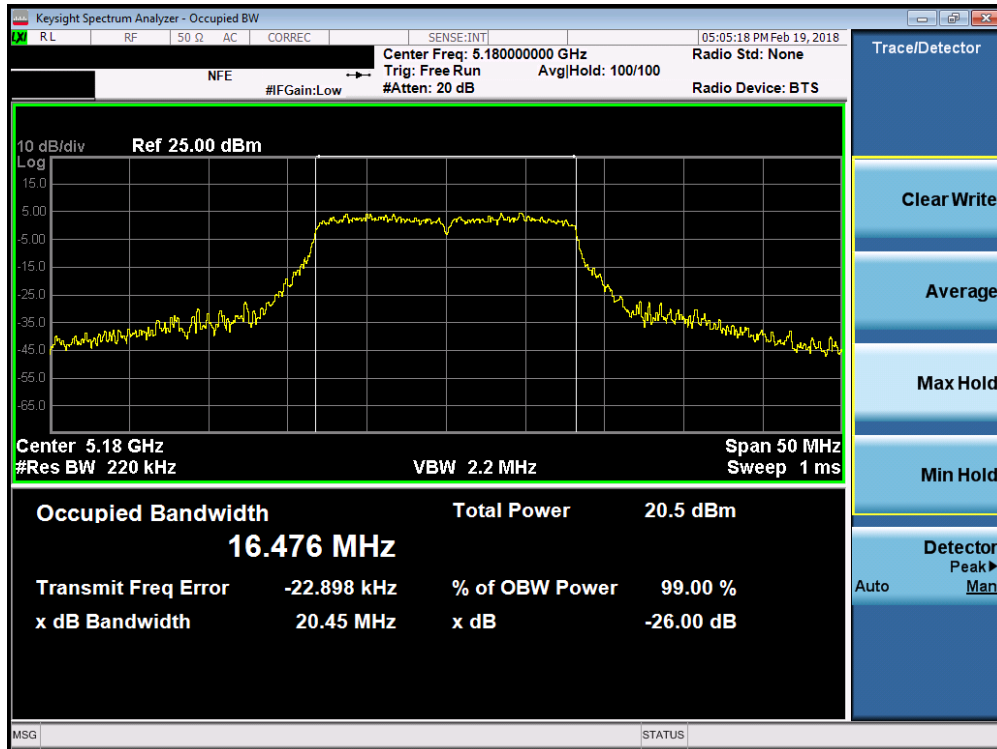 Keysight Spectrum Analyzer - Occupied BW
LXI RL RF 50 Ω AC CORREC SENSE:INT 05:05:18 PM Feb 19, 2018
Center Freq: 5.180000000 GHz Radio Std: None
NFE Trig: Free Run Avg|Hold: 100/100
#IFGain:Low #Atten: 20 dB Radio Device: BTS
Trace/Detector
10 dB/div Ref 25.00 dBm
Log
15.0
5.00
-5.00
-15.0
-25.0
-35.0
-45.0
-55.0
-65.0
Center 5.18 GHz Span 50 MHz
#Res BW 220 kHz VBW 2.2 MHz Sweep 1 ms
Occupied Bandwidth Total Power 20.5 dBm
16.476 MHz
Transmit Freq Error -22.898 kHz % of OBW Power 99.00 %
x dB Bandwidth 20.45 MHz x dB -26.00 dB
Clear Write
Average
Max Hold
Min Hold
Detector
Peak▶
Auto Man
MSG STATUS